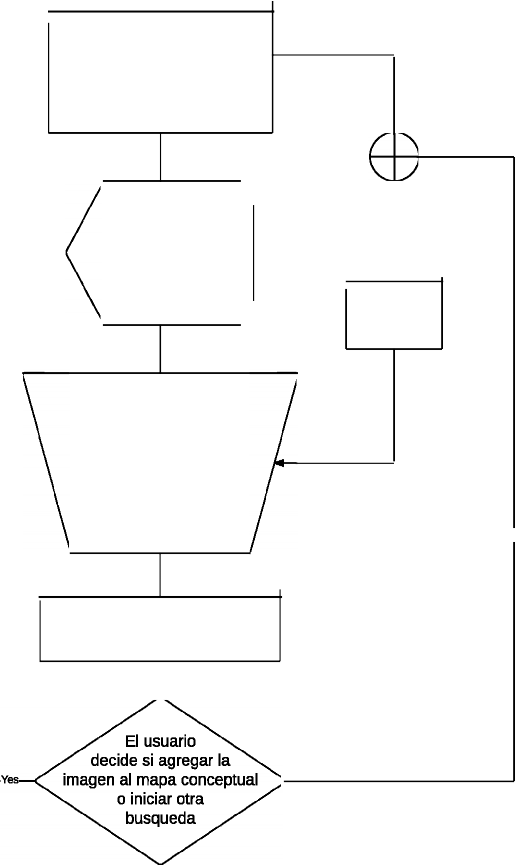 El usuario
decide si agregar la
imagen al mapa conceptual
o iniciar otra
busqueda
Yes